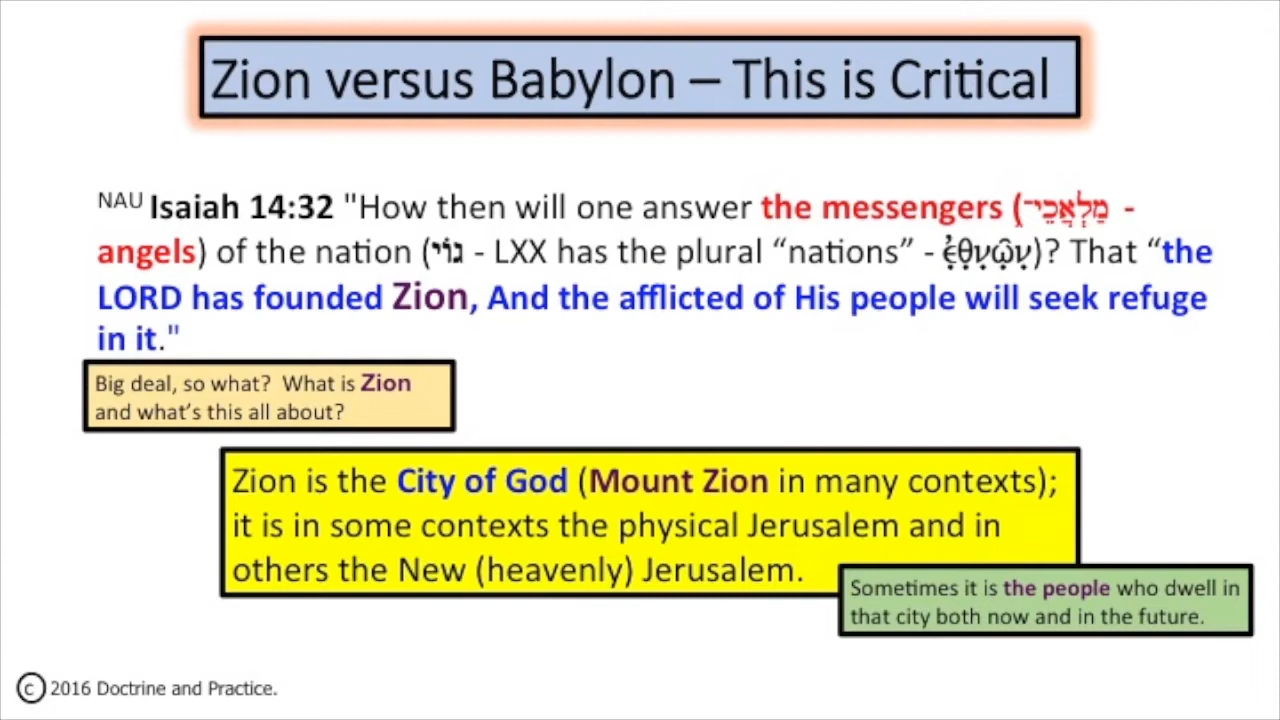 Zion versus Babylon – This is Critical
NAU Isaiah 14:32 "How then will one answer the messengers (מַלְאֲכֵי־ -
angels) of the nation (גוֹי - LXX has the plural “nations” - ἐθνῶν)? That “the
LORD has founded Zion, And the afflicted of His people will seek refuge
in it."
Big deal, so what? What is Zion
and what’s this all about?
Zion is the City of God (Mount Zion in many contexts);
it is in some contexts the physical Jerusalem and in
others the New (heavenly) Jerusalem.
Sometimes it is the people who dwell in
that city both now and in the future.
© 2016 Doctrine and Practice.